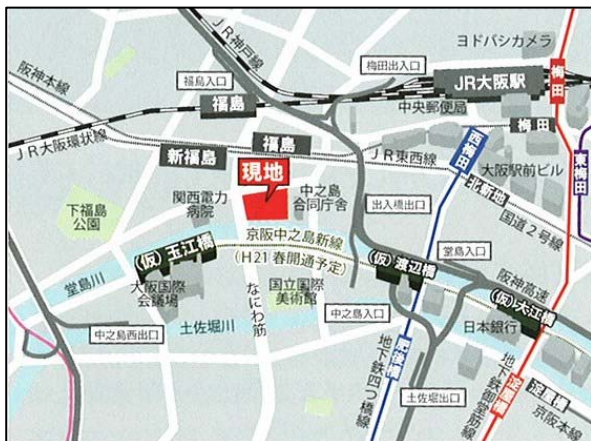 ヨドバシカメラ
JR神戸線
福島入口
梅田出入口
JR大阪駅
梅田
阪神本線
福島
中央郵便局
梅田
JR大阪環状線
新福島
福島
JR東西線
西梅田
大阪駅前ビル
東梅田
現地
北新地
国道2号線
関西電力
病院
中之島
合同庁舎
出入橋出口
下福島
公園
京阪中之島新線
(H21春開通予定)
堂島入口
(仮)玉江橋
(仮)渡辺橋
阪神高速
(仮)大江橋
堂島川
大阪国際
会議場
なにわ筋
国立国際
美術館
中之島入口
日本銀行
中之島西出口
土佐堀川
肥後橋
地下鉄四つ橋線
土佐堀出口
淀屋橋
地下鉄御堂筋線
淀屋橋
京阪本線